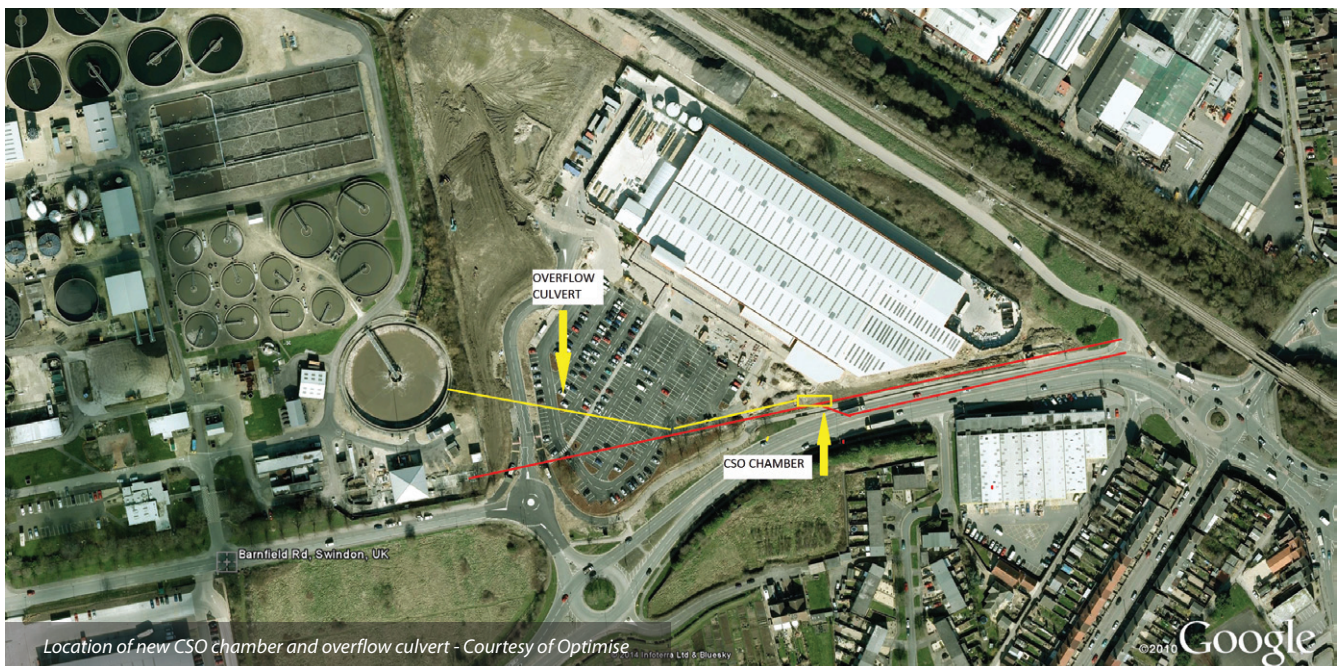 OVERFLOW
CULVERT
CSO CHAMBER
Barnfield Rd, Swindon, UK
Location of new CSO chamber and overflow culvert - Courtesy of Optimise
© 2014 Infoterra Ltd & Bluesky
©2010 Google